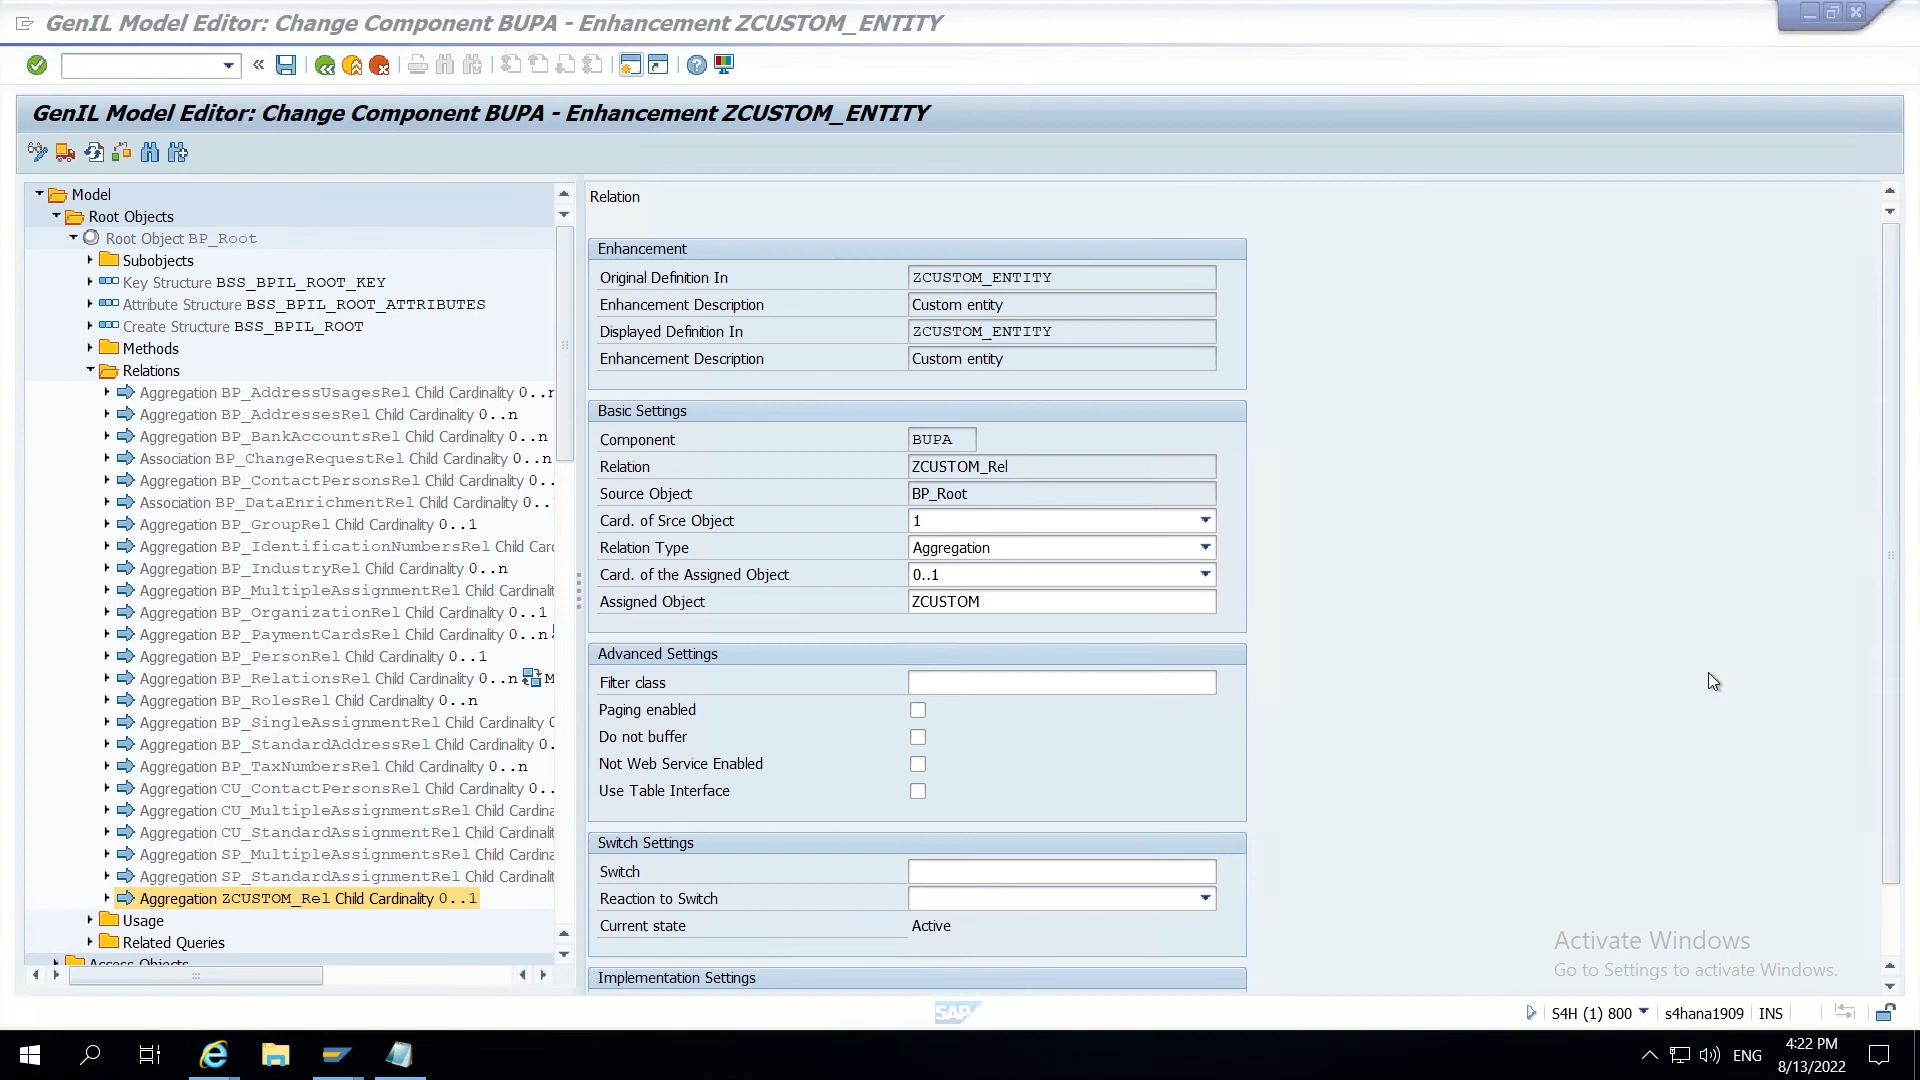 GenIL Model Editor: Change Component BUPA - Enhancement ZCUSTOM_ENTITY
GenIL Model Editor: Change Component BUPA - Enhancement ZCUSTOM_ENTITY
Model
Root Objects
Root Object BP_Root
Subobjects
Key Structure BSS_BPIL_ROOT_KEY
Attribute Structure BSS_BPIL_ROOT_ATTRIBUTES
Create Structure BSS_BPIL_ROOT
Methods
Relations
Aggregation BP_AddressUsagesRel Child Cardinality 0..n
Aggregation BP_AddressesRel Child Cardinality 0..n
Aggregation BP_BankAccountsRel Child Cardinality 0..n
Association BP_ChangeRequestRel Child Cardinality 0..n
Aggregation BP_ContactPersonsRel Child Cardinality 0..
Association BP_DataEnrichmentRel Child Cardinality 0..
Aggregation BP_GroupRel Child Cardinality 0..1
Aggregation BP_IdentificationNumbersRel Child Car
Aggregation BP_IndustryRel Child Cardinality 0..n
Aggregation BP_MultipleAssignmentRel Child Cardinalit
Aggregation BP_OrganizationRel Child Cardinality 0..1
Aggregation BP_PaymentCardsRel Child Cardinality 0..n
Aggregation BP_PersonRel Child Cardinality 0..1
Aggregation BP_RelationsRel Child Cardinality 0..n M
Aggregation BP_RolesRel Child Cardinality 0..n
Aggregation BP_SingleAssignmentRel Child Cardinality 0
Aggregation BP_StandardAddressRel Child Cardinality 0.
Aggregation BP_TaxNumbersRel Child Cardinality 0..n
Aggregation CU_ContactPersonsRel Child Cardinality 0..
Aggregation CU_MultipleAssignmentsRel Child Cardina
Aggregation CU_StandardAssignmentRel Child Cardinalit
Aggregation SP_MultipleAssignmentsRel Child Cardina
Aggregation SP_StandardAssignmentRel Child Cardinalit
Aggregation ZCUSTOM_Rel Child Cardinality 0..1
Usage
Related Queries
Access Objects
Relation
Enhancement
Original Definition In ZCUSTOM_ENTITY
Enhancement Description Custom entity
Displayed Definition In ZCUSTOM_ENTITY
Enhancement Description Custom entity
Basic Settings
Component BUPA
Relation ZCUSTOM_Rel
Source Object BP_Root
Card. of Srce Object 1
Relation Type Aggregation
Card. of the Assigned Object 0..1
Assigned Object ZCUSTOM
Advanced Settings
Filter class
Paging enabled
Do not buffer
Not Web Service Enabled
Use Table Interface
Switch Settings
Switch
Reaction to Switch
Current state Active
Implementation Settings
Activate Windows
Go to Settings to activate Windows.
SAP
S4H (1) 800 s4hana1909 INS
ENG
4:22 PM
8/13/2022